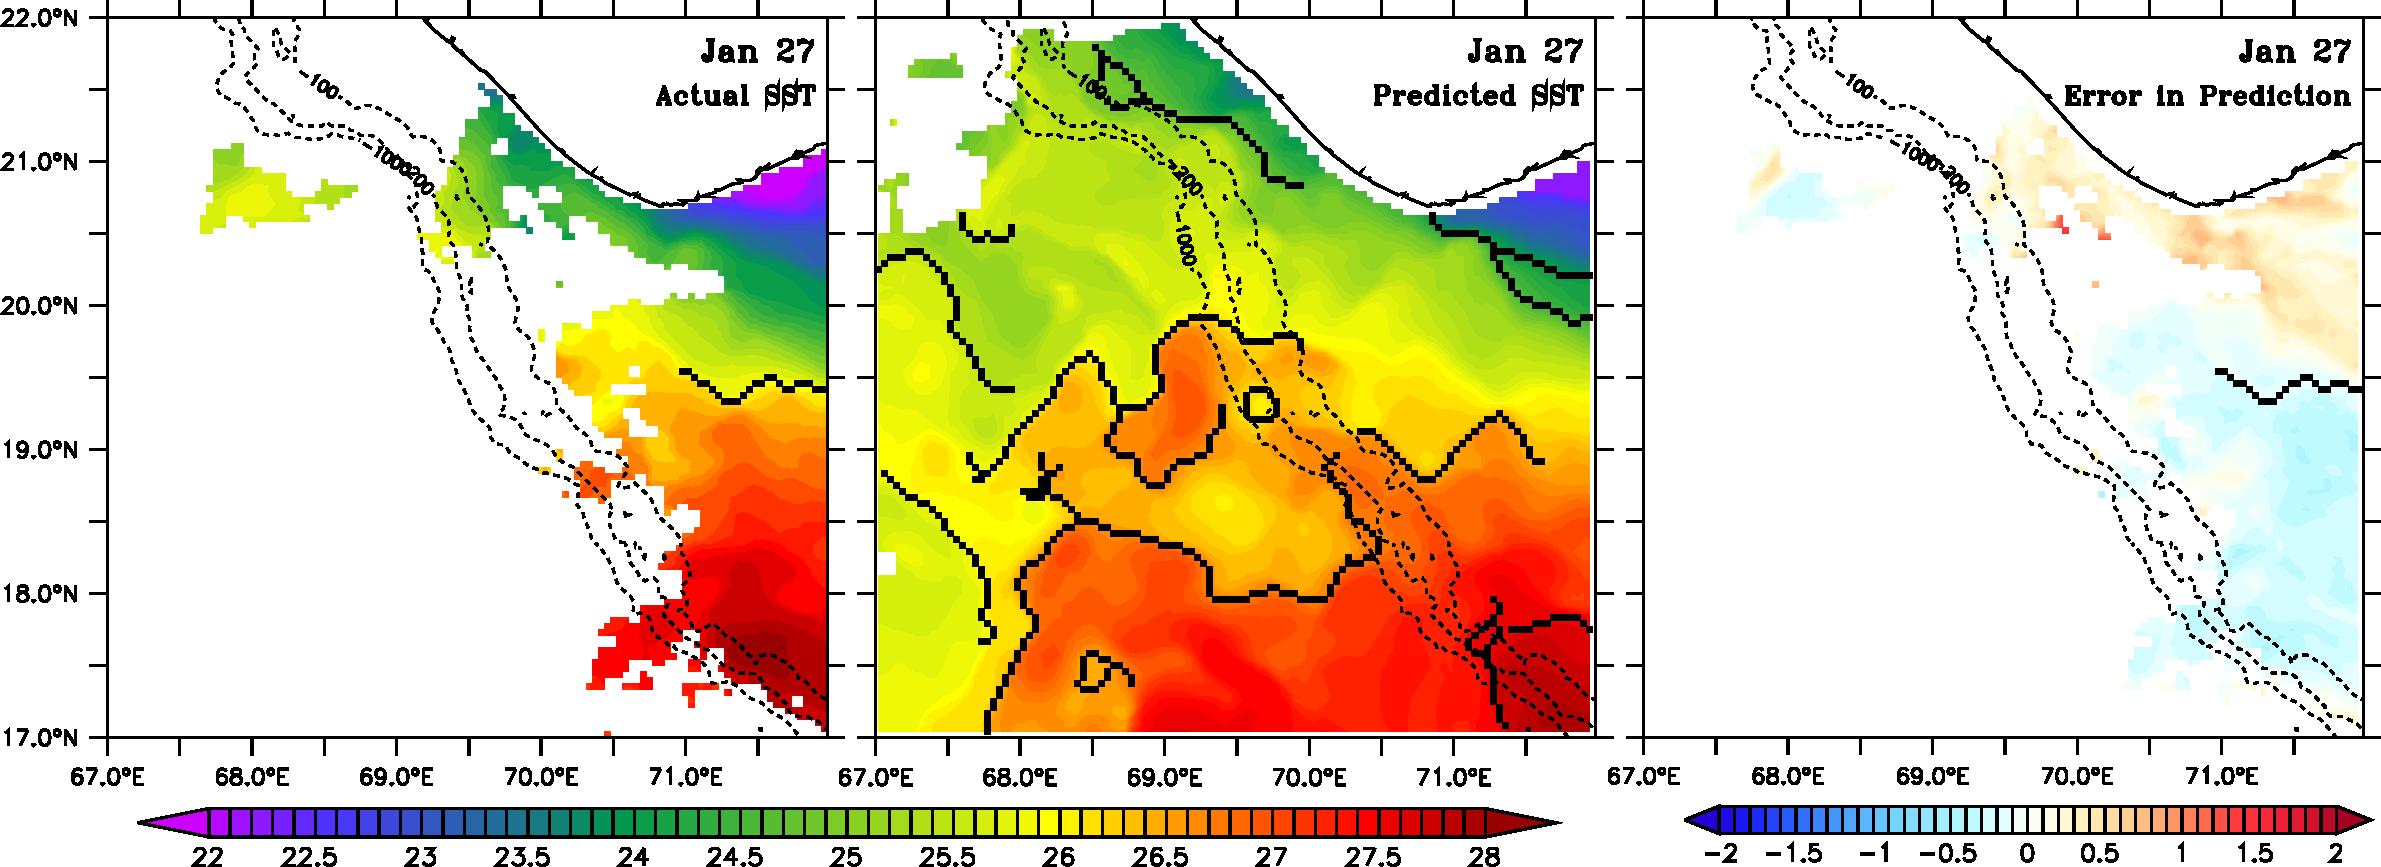 22.0°N
21.0°N
20.0°N
19.0°N
18.0°N
17.0°N
Jan 27
Actual SST
-100-
-1000
200
67.0°E 68.0°E 69.0°E 70.0°E 71.0°E
Jan 27
Predicted SST
100
-200
1000
67.0°E 68.0°E 69.0°E 70.0°E 71.0°E
Jan 27
Error in Prediction
-100-
-1000
-200
67.0°E 68.0°E 69.0°E 70.0°E 71.0°E
22 22.5 23 23.5 24 24.5 25 25.5 26 26.5 27 27.5 28
-2 -1.5 -1 -0.5 0 0.5 1 1.5 2